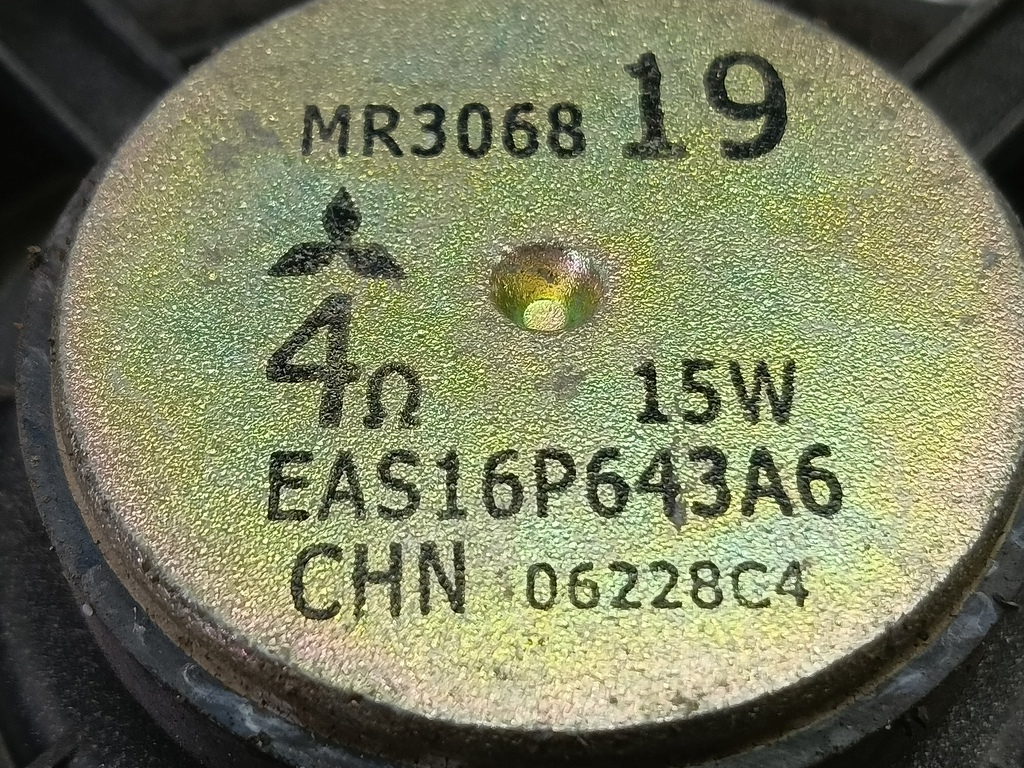 MR3068 19
4Ω 15W
EAS16P643A6
CHN 06228C4